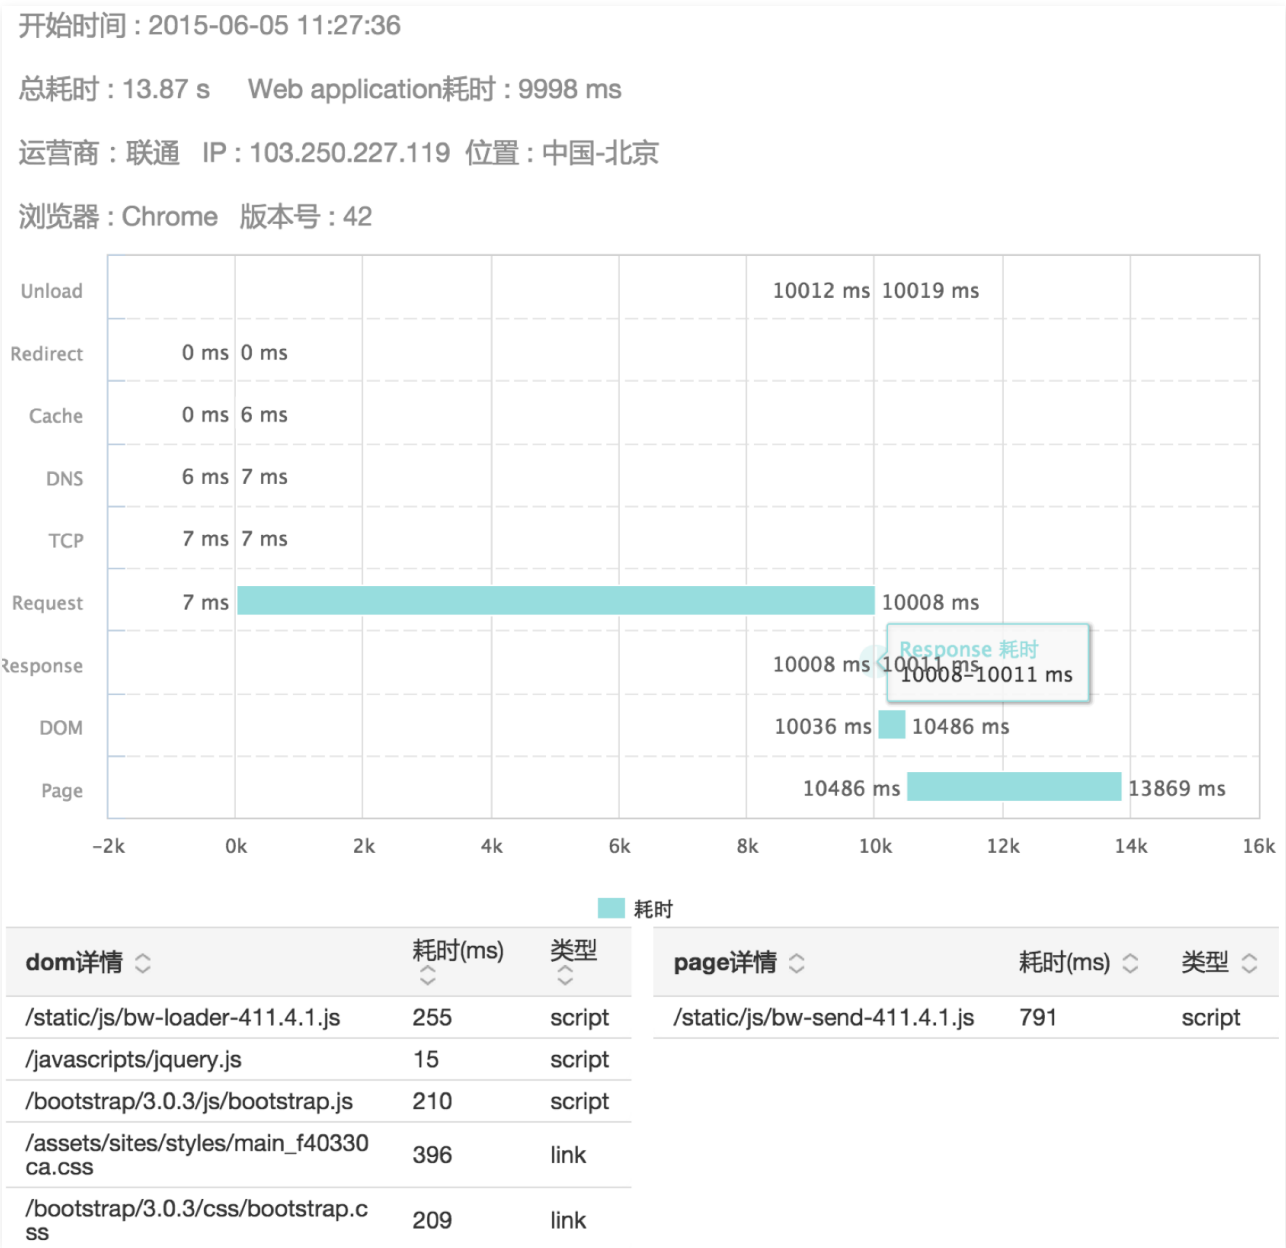 开始时间 : 2015-06-05 11:27:36
总耗时 : 13.87 s Web application耗时 : 9998 ms
运营商 : 联通 IP : 103.250.227.119 位置 : 中国-北京
浏览器 : Chrome 版本号 : 42
Unload 10012 ms 10019 ms
Redirect 0 ms 0 ms
Cache 0 ms 6 ms
DNS 6 ms 7 ms
TCP 7 ms 7 ms
Request 7 ms 10008 ms
Response 耗时
Response 10008 ms 10011 ms
10008–10011 ms
DOM 10036 ms 10486 ms
Page 10486 ms 13869 ms
−2k 0k 2k 4k 6k 8k 10k 12k 14k 16k
耗时
dom详情 耗时(ms) 类型
/static/js/bw-loader-411.4.1.js 255 script
/javascripts/jquery.js 15 script
/bootstrap/3.0.3/js/bootstrap.js 210 script
/assets/sites/styles/main_f40330
ca.css 396 link
/bootstrap/3.0.3/css/bootstrap.c
ss 209 link
page详情 耗时(ms) 类型
/static/js/bw-send-411.4.1.js 791 script